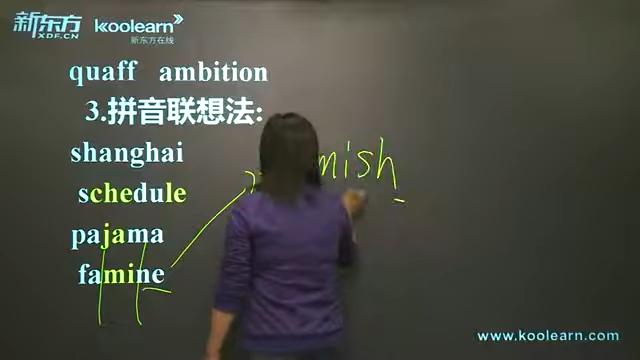 新东方 koolearn
XDF.CN 新东方在线
quaff ambition
3.拼音联想法:
shanghai
schedule
pajama
famine
mish
www.koolearn.com